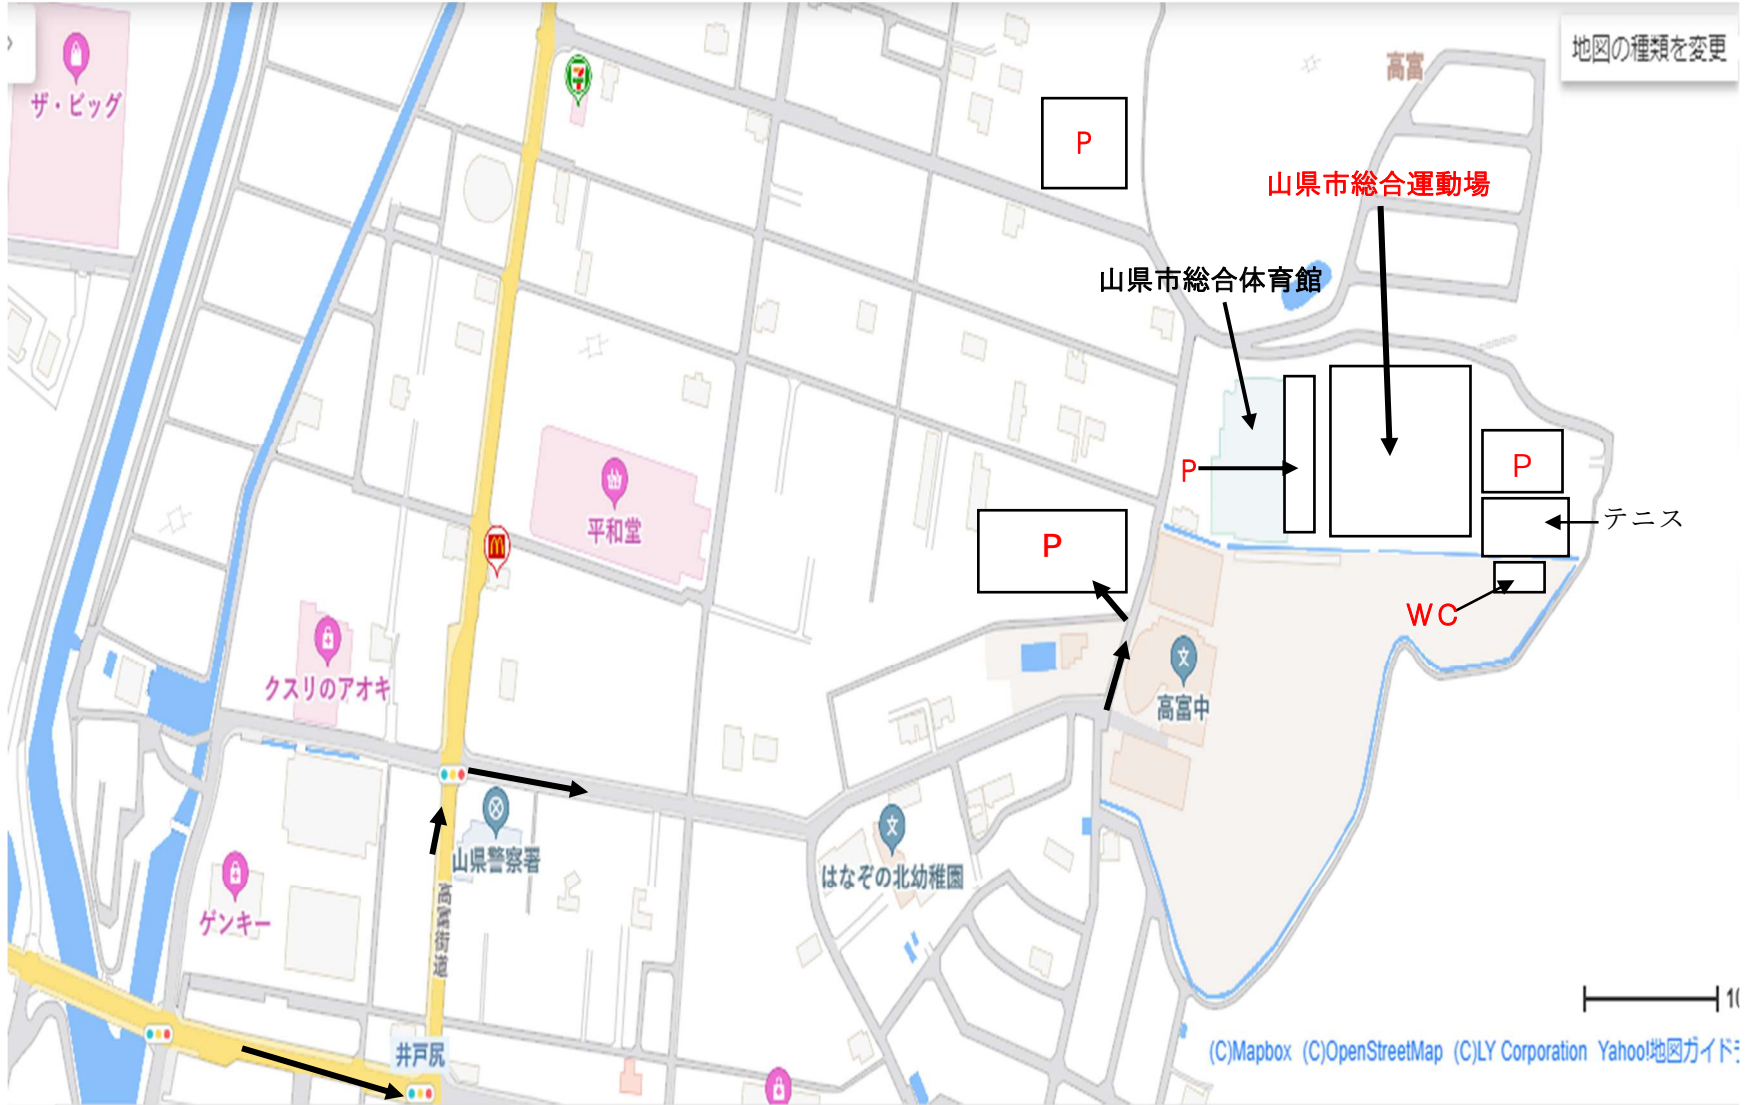 地図の種類を変更
高富
ザ・ビッグ
7
P
山県市総合運動場
山県市総合体育館
P
P
テニス
平和堂
P
WC
クスリのアオキ
高富中
山県警察署
はなぞの北幼稚園
ゲンキー
高富街道
井戸尻
(C)Mapbox (C)OpenStreetMap (C)LY Corporation Yahoo!地図ガイド